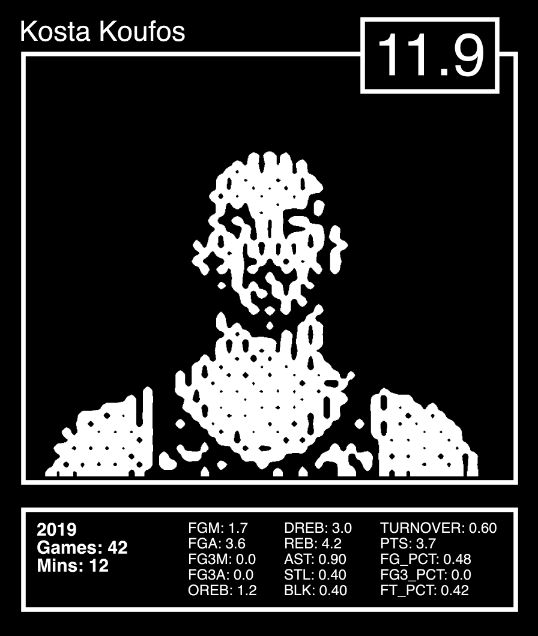 Kosta Koufos
11.9
2019
Games: 42
Mins: 12
FGM: 1.7
FGA: 3.6
FG3M: 0.0
FG3A: 0.0
OREB: 1.2
DREB: 3.0
REB: 4.2
AST: 0.90
STL: 0.40
BLK: 0.40
TURNOVER: 0.60
PTS: 3.7
FG_PCT: 0.48
FG3_PCT: 0.0
FT_PCT: 0.42